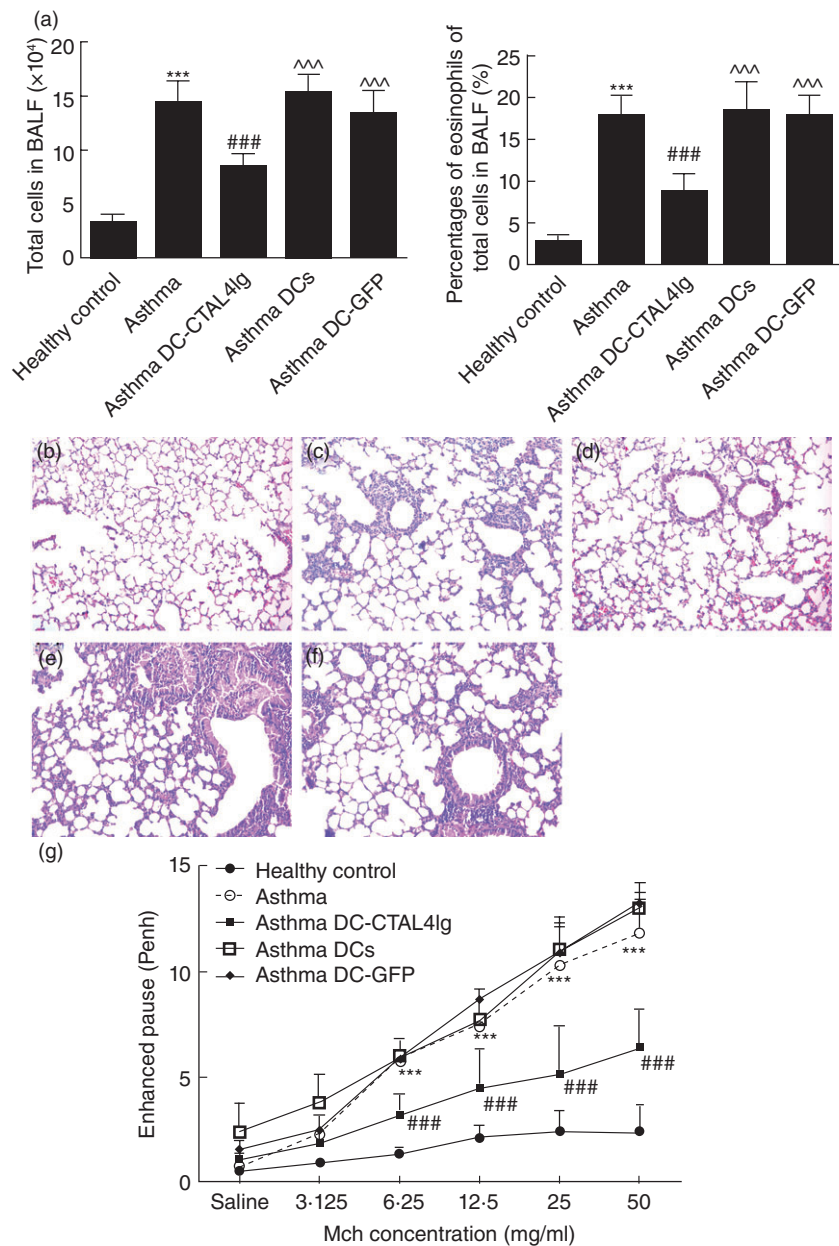 (a)
Total cells in BALF (×10⁴)
20
15
10
5
0
***
###
^^^
^^^
Healthy control
Asthma
Asthma DC-CTAL4Ig
Asthma DCs
Asthma DC-GFP
Percentages of eosinophils of
total cells in BALF (%)
25
20
15
10
5
0
***
###
^^^
^^^
Healthy control
Asthma
Asthma DC-CTAL4Ig
Asthma DCs
Asthma DC-GFP
(b)
(c)
(d)
(e)
(f)
(g)
Enhanced pause (Penh)
15
10
5
0
Healthy control
Asthma
Asthma DC-CTAL4Ig
Asthma DCs
Asthma DC-GFP
***
***
***
***
###
###
###
###
Saline
3·125
6·25
12·5
25
50
Mch concentration (mg/ml)